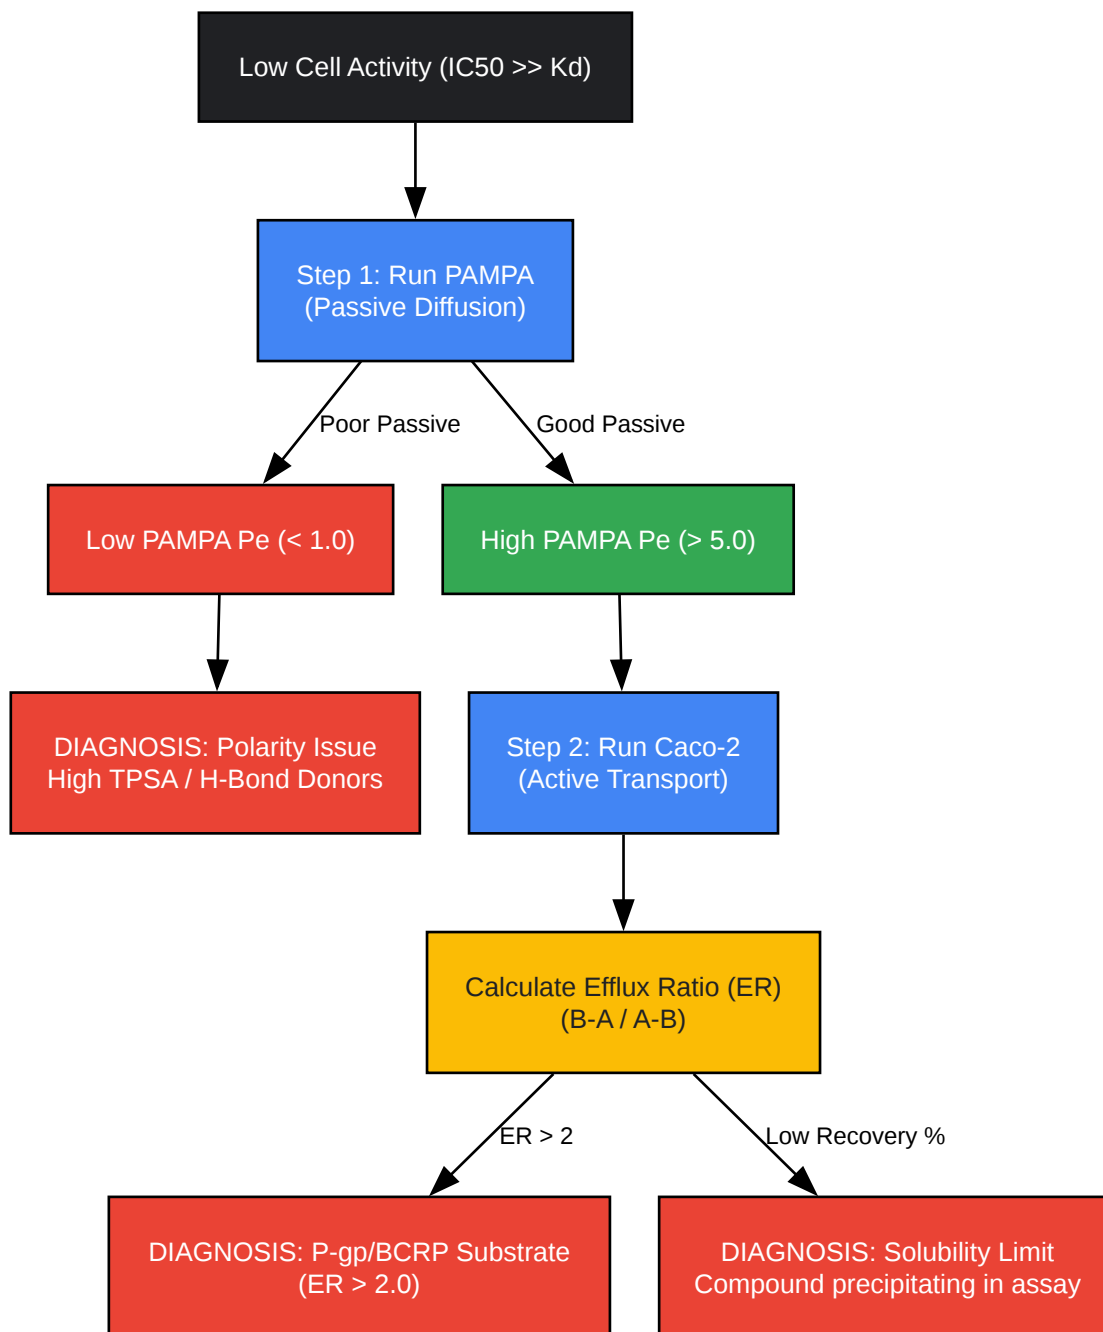 Low Cell Activity (IC50 >> Kd)
Step 1: Run PAMPA
(Passive Diffusion)
Poor Passive
Good Passive
Low PAMPA Pe (< 1.0)
High PAMPA Pe (> 5.0)
DIAGNOSIS: Polarity Issue
High TPSA / H-Bond Donors
Step 2: Run Caco-2
(Active Transport)
Calculate Efflux Ratio (ER)
(B-A / A-B)
ER > 2
Low Recovery %
DIAGNOSIS: P-gp/BCRP Substrate
(ER > 2.0)
DIAGNOSIS: Solubility Limit
Compound precipitating in assay